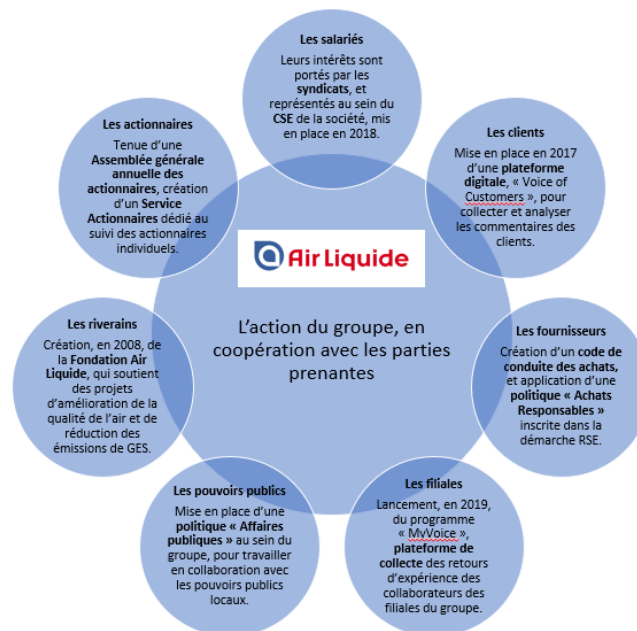 Les salariés
Leurs intérêts sont
portés par les
syndicats, et
représentés au sein du
CSE de la société, mis
en place en 2018.
Les clients
Mise en place en 2017
d'une plateforme
digitale, « Voice of
Customers », pour
collecter et analyser
les commentaires des
clients.
Les fournisseurs
Création d'un code de
conduite des achats,
et application d'une
politique « Achats
Responsables »
inscrite dans la
démarche RSE.
Les filiales
Lancement, en 2019,
du programme
« MyVoice »,
plateforme de
collecte des retours
d'expérience des
collaborateurs des
filiales du groupe.
Les pouvoirs publics
Mise en place d'une
politique « Affaires
publiques » au sein du
groupe, pour travailler
en collaboration avec
les pouvoirs publics
locaux.
Les riverains
Création, en 2008, de
la Fondation Air
Liquide, qui soutient
des projets
d'amélioration de la
qualité de l'air et de
réduction des
émissions de GES.
Les actionnaires
Tenue d'une
Assemblée générale
annuelle des
actionnaires, création
d'un Service
Actionnaires dédié au
suivi des actionnaires
individuels.
Air Liquide
L'action du groupe, en
coopération avec les parties
prenantes